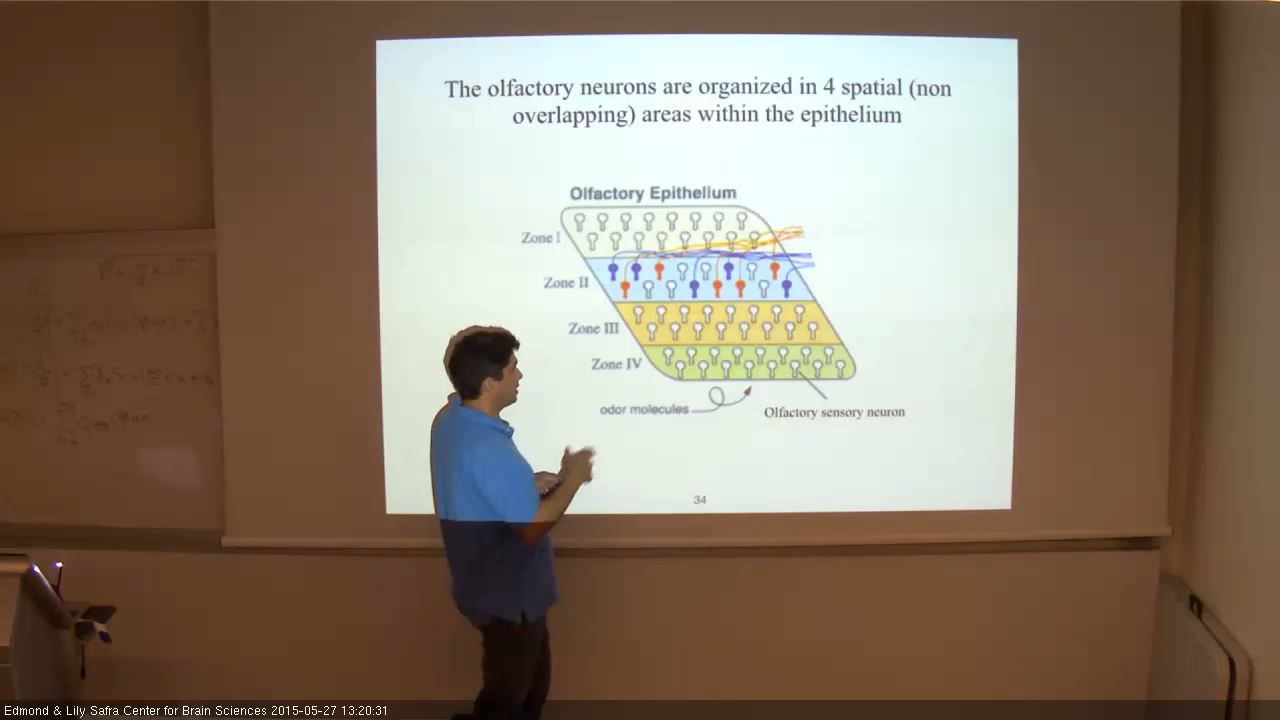 The olfactory neurons are organized in 4 spatial (non
overlapping) areas within the epithelium
Olfactory Epithelium
Zone I
Zone II
Zone III
Zone IV
odor molecules
Olfactory sensory neuron
34
Edmond & Lily Safra Center for Brain Sciences 2015-05-27 13:20:31